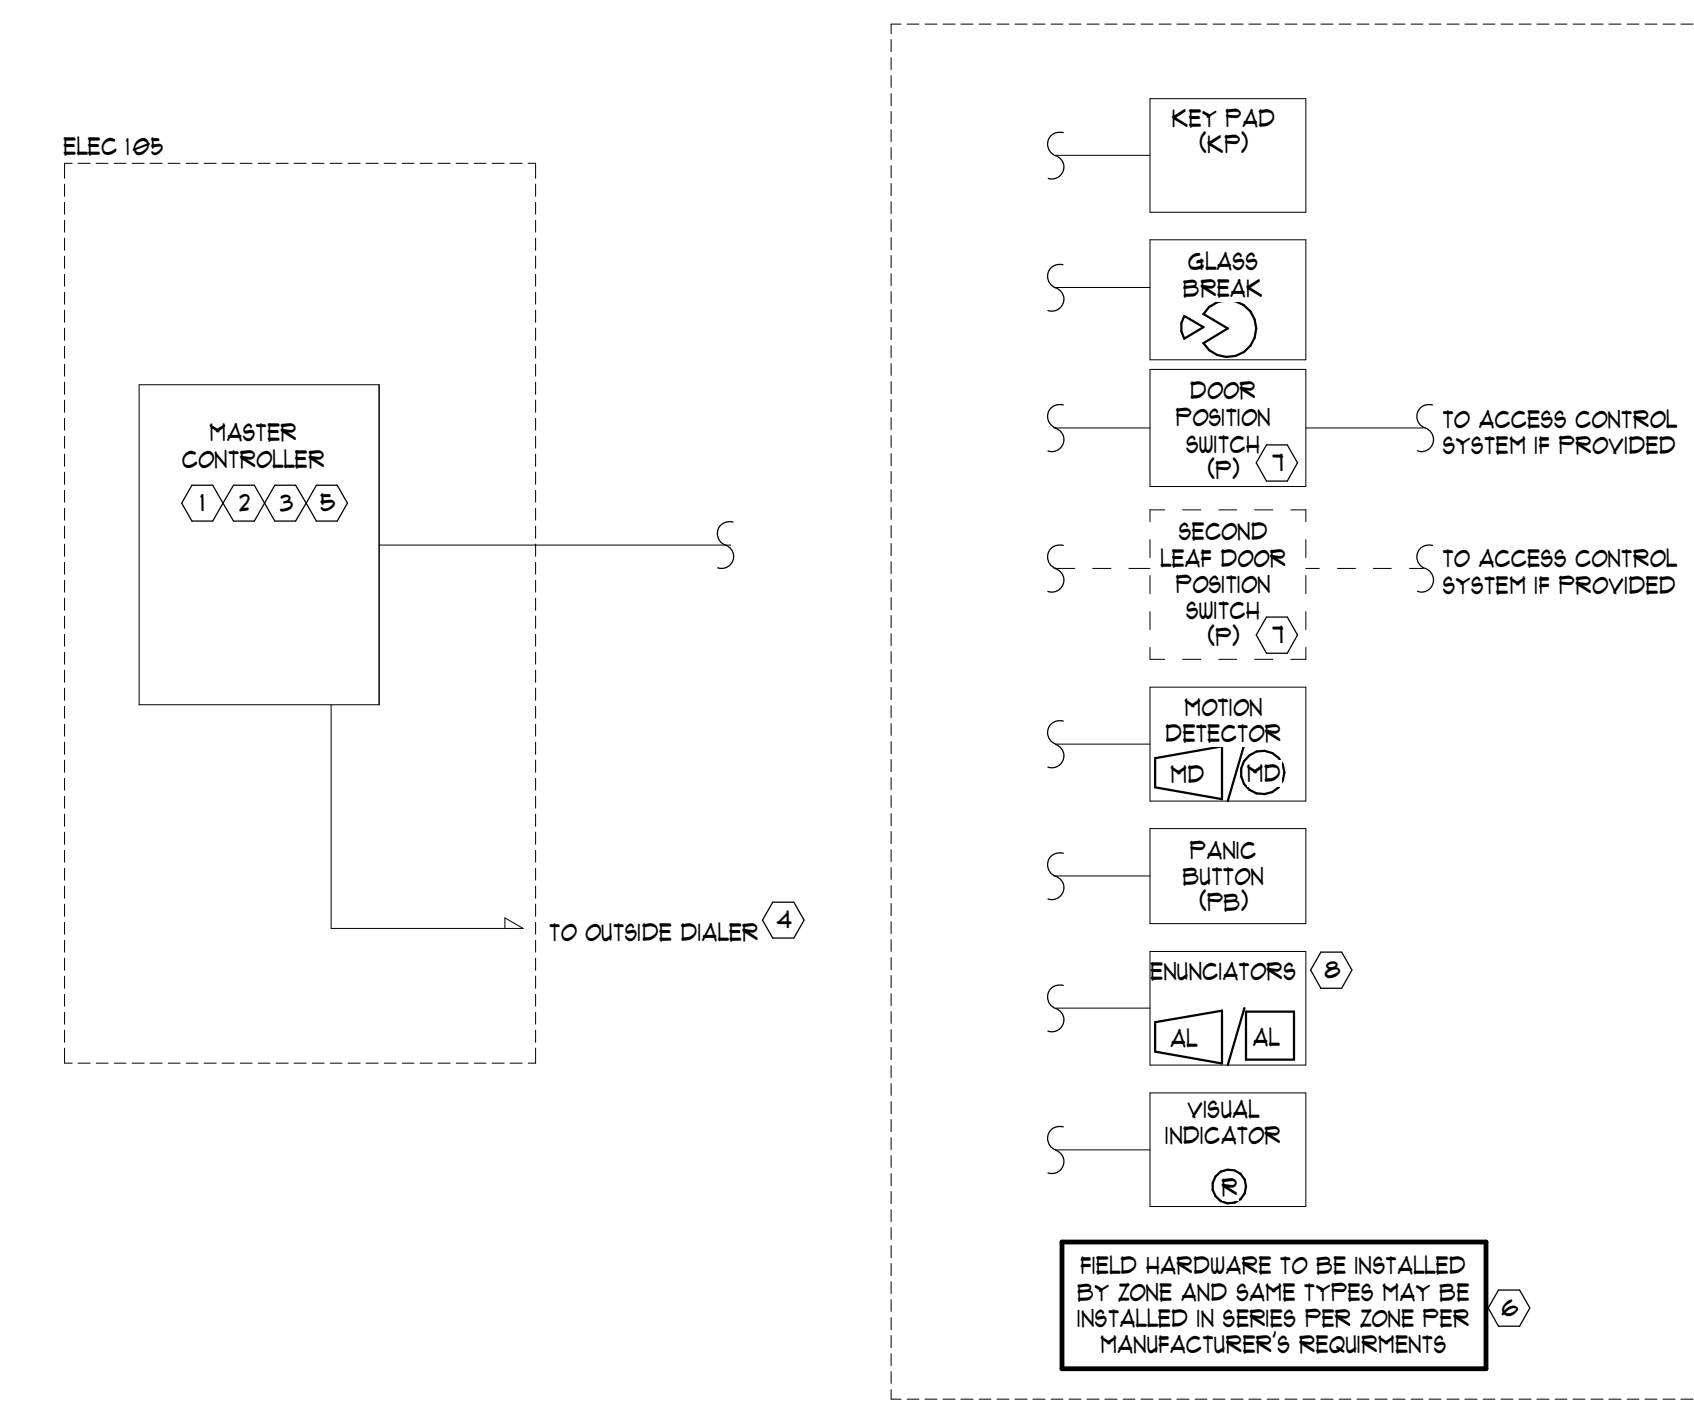 ELEC 105
MASTER
CONTROLLER
1 2 3 5
TO OUTSIDE DIALER 4
KEY PAD
(KP)
GLASS
BREAK
DOOR
POSITION
SWITCH
(P) 7
TO ACCESS CONTROL
SYSTEM IF PROVIDED
SECOND
LEAF DOOR
POSITION
SWITCH
(P) 7
TO ACCESS CONTROL
SYSTEM IF PROVIDED
MOTION
DETECTOR
MD / MD
PANIC
BUTTON
(PB)
ENUNCIATORS 8
AL / AL
VISUAL
INDICATOR
R
FIELD HARDWARE TO BE INSTALLED
BY ZONE AND SAME TYPES MAY BE
INSTALLED IN SERIES PER ZONE PER
MANUFACTURER'S REQUIRMENTS
6